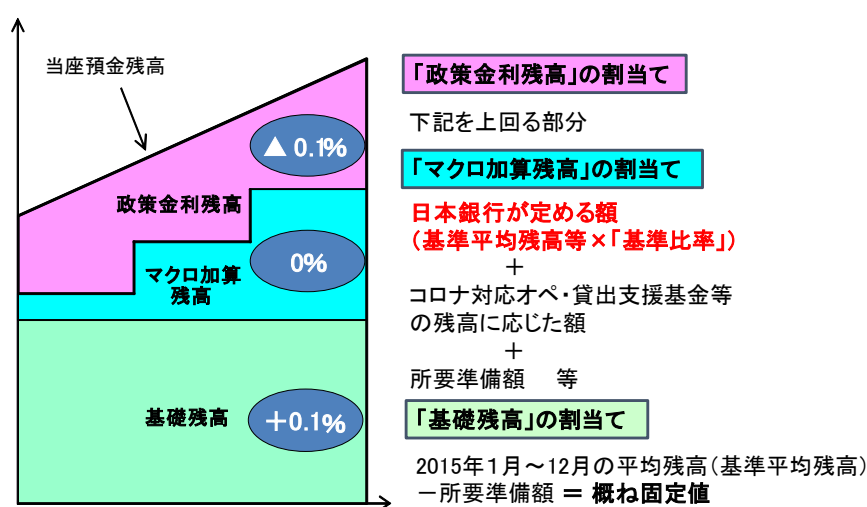 当座預金残高
▲ 0.1%
政策金利残高
0%
マクロ加算
残高
基礎残高
＋0.1%
「政策金利残高」の割当て
下記を上回る部分
「マクロ加算残高」の割当て
日本銀行が定める額
（基準平均残高等×「基準比率」）
＋
コロナ対応オペ・貸出支援基金等
の残高に応じた額
＋
所要準備額　等
「基礎残高」の割当て
2015年１月～12月の平均残高（基準平均残高）
－所要準備額 ＝ 概ね固定値